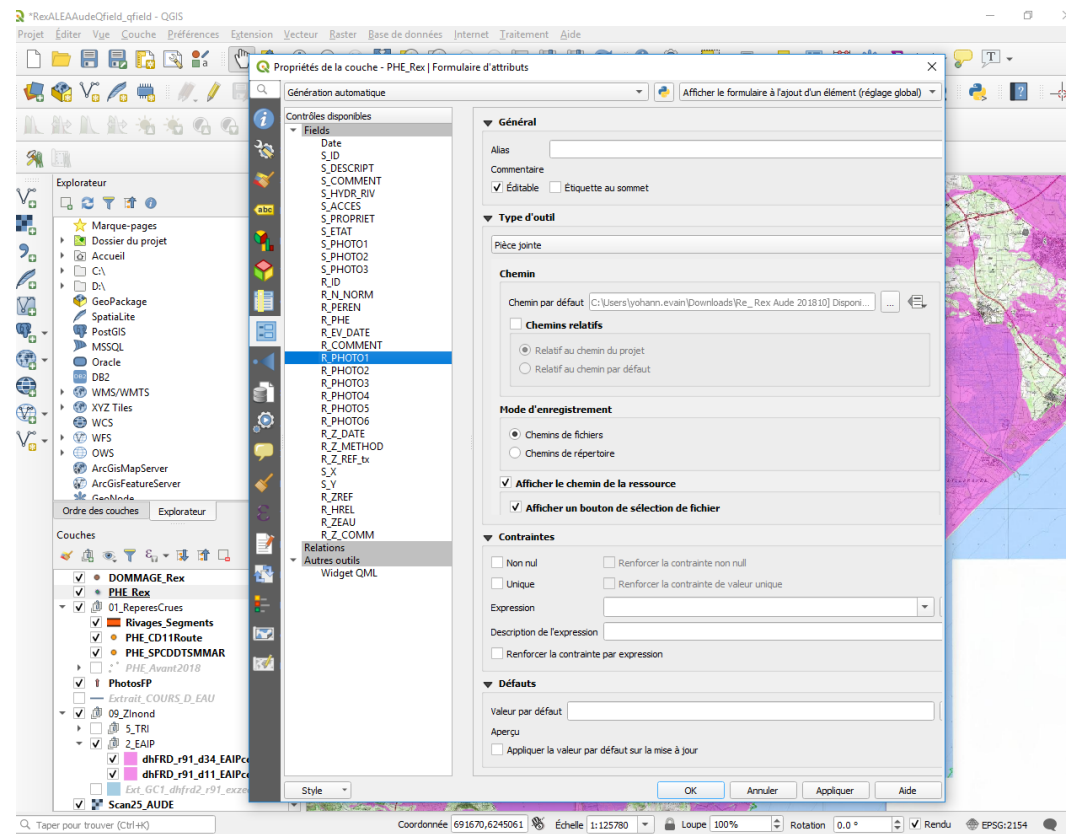 *RexALEAAudeQfield_qfield - QGIS
Projet Éditer Vue Couche Préférences Extension Vecteur Raster Base de données Internet Traitement Aide
Propriétés de la couche - PHE_Rex | Formulaire d'attributs
Génération automatique
Afficher le formulaire à l'ajout d'un élément (réglage global)
Contrôles disponibles
Fields
Date
S_ID
S_DESCRIPT
S_COMMENT
S_HYDR_RIV
S_ACCES
S_PROPRIET
S_ETAT
S_PHOTO1
S_PHOTO2
S_PHOTO3
R_ID
R_N_NORM
R_PEREN
R_PHE
R_EV_DATE
R_COMMENT
R_PHOTO1
R_PHOTO2
R_PHOTO3
R_PHOTO4
R_PHOTO5
R_PHOTO6
R_Z_DATE
R_Z_METHOD
R_Z_REF_tx
S_X
S_Y
R_ZREF
R_HREL
R_ZEAU
R_Z_COMM
Relations
Autres outils
Widget QML
Général
Alias
Commentaire
Éditable Étiquette au sommet
Type d'outil
Pièce jointe
Chemin
Chemin par défaut C:\Users\yohann.evain\Downloads\Re_ Rex Aude 201810] Disponi... ...
Chemins relatifs
Relatif au chemin du projet
Relatif au chemin par défaut
Mode d'enregistrement
Chemins de fichiers
Chemins de répertoire
Afficher le chemin de la ressource
Afficher un bouton de sélection de fichier
Contraintes
Non nul Renforcer la contrainte non null
Unique Renforcer la contrainte de valeur unique
Expression
Description de l'expression
Renforcer la contrainte par expression
Défauts
Valeur par défaut
Aperçu
Appliquer la valeur par défaut sur la mise à jour
Style OK Annuler Appliquer Aide
Explorateur
Marque-pages
Dossier du projet
Accueil
C:\
D:\
GeoPackage
SpatiaLite
PostGIS
MSSQL
Oracle
DB2
WMS/WMTS
XYZ Tiles
WCS
WFS
OWS
ArcGisMapServer
ArcGisFeatureServer
GeoNode
Ordre des couches Explorateur
Couches
DOMMAGE_Rex
PHE_Rex
01_ReperesCrues
Rivages_Segments
PHE_CD11Route
PHE_SPCDDTSMMAR
PHE_Avant2018
PhotosFP
Extrait_COURS_D_EAU
09_ZInond
5_TRI
2_EAIP
dhFRD_r91_d34_EAIPce
dhFRD_r91_d11_EAIPce
Ext_GC1_dhfrd2_r91_exzec
Scan25_AUDE
Taper pour trouver (Ctrl+K) Coordonnée 691670,6245061 Échelle 1:125780 Loupe 100% Rotation 0.0 ° Rendu EPSG:2154